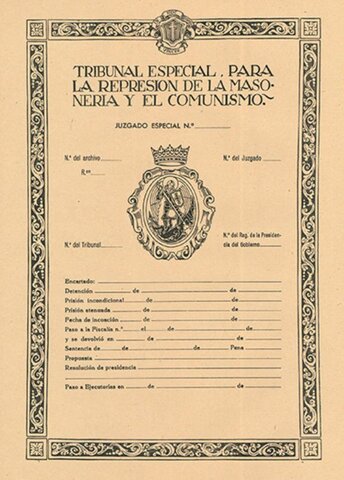 TRIBUNAL ESPECIAL, PARA
LA REPRESION DE LA MASO-
NERIA Y EL COMUNISMO.~
JUZGADO ESPECIAL N.º
N.º del archivo
N.º del Juzgado
R.
N.º del Tribunal
N.º del Reg. de la Presiden-
cia del Gobierno
Encartado:
Detención de de
Prisión incondicional de de
Prisión atenuada de de
Fecha de incoación de de
Pasa a la Fiscalía n.º el de de
y se devolvió en de de
Sentencia de de de Pena
Propuesta
Resolución de presidencia
Pasa a Ejecutorias en de de